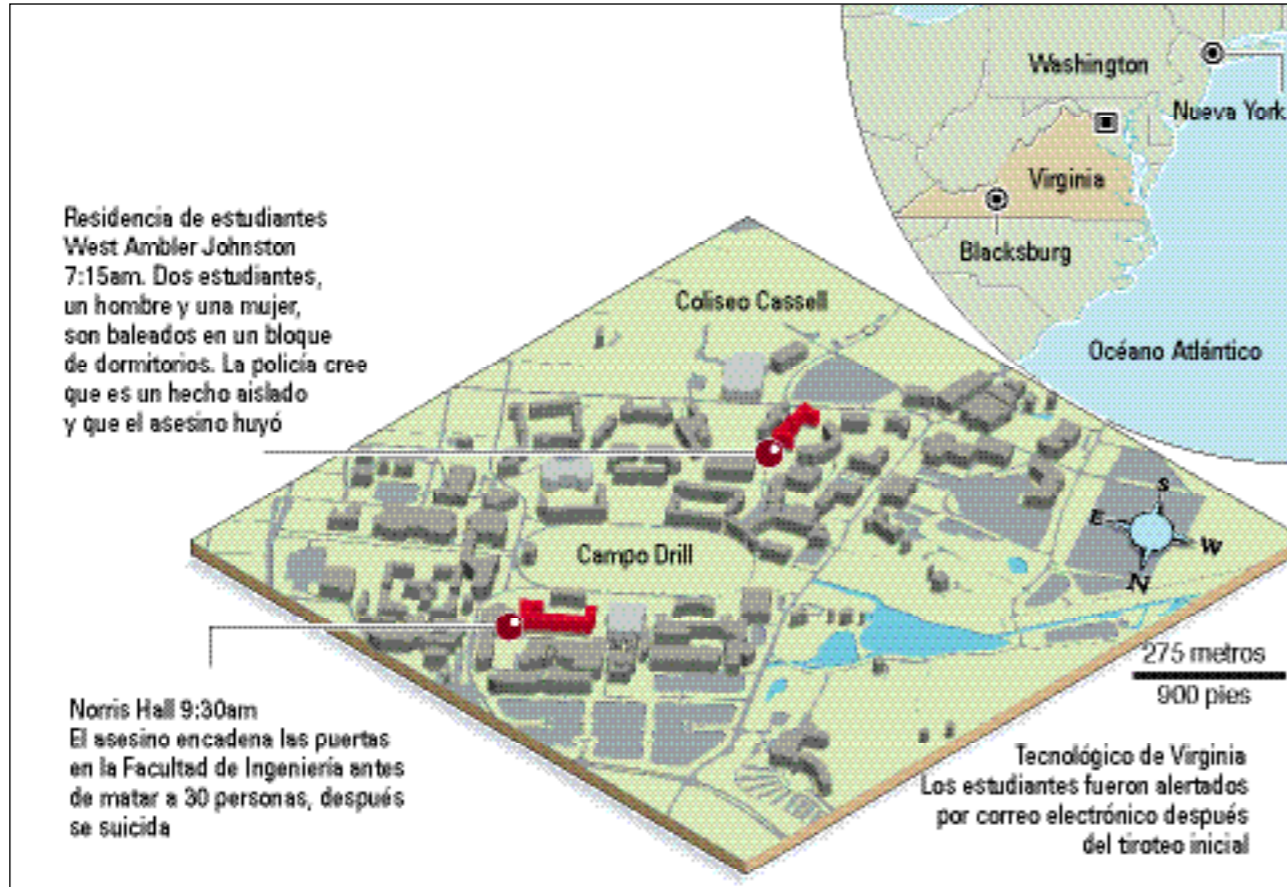 Washington
Nueva York
Virginia
Blacksburg
Océano Atlántico
Residencia de estudiantes
West Ambler Johnston
7:15am. Dos estudiantes,
un hombre y una mujer,
son baleados en un bloque
de dormitorios. La policía cree
que es un hecho aislado
y que el asesino huyó
Coliseo Cassell
Campo Drill
S
E
W
N
275 metros
900 pies
Norris Hall 9:30am
El asesino encadena las puertas
en la Facultad de Ingeniería antes
de matar a 30 personas, después
se suicida
Tecnológico de Virginia
Los estudiantes fueron alertados
por correo electrónico después
del tiroteo inicial